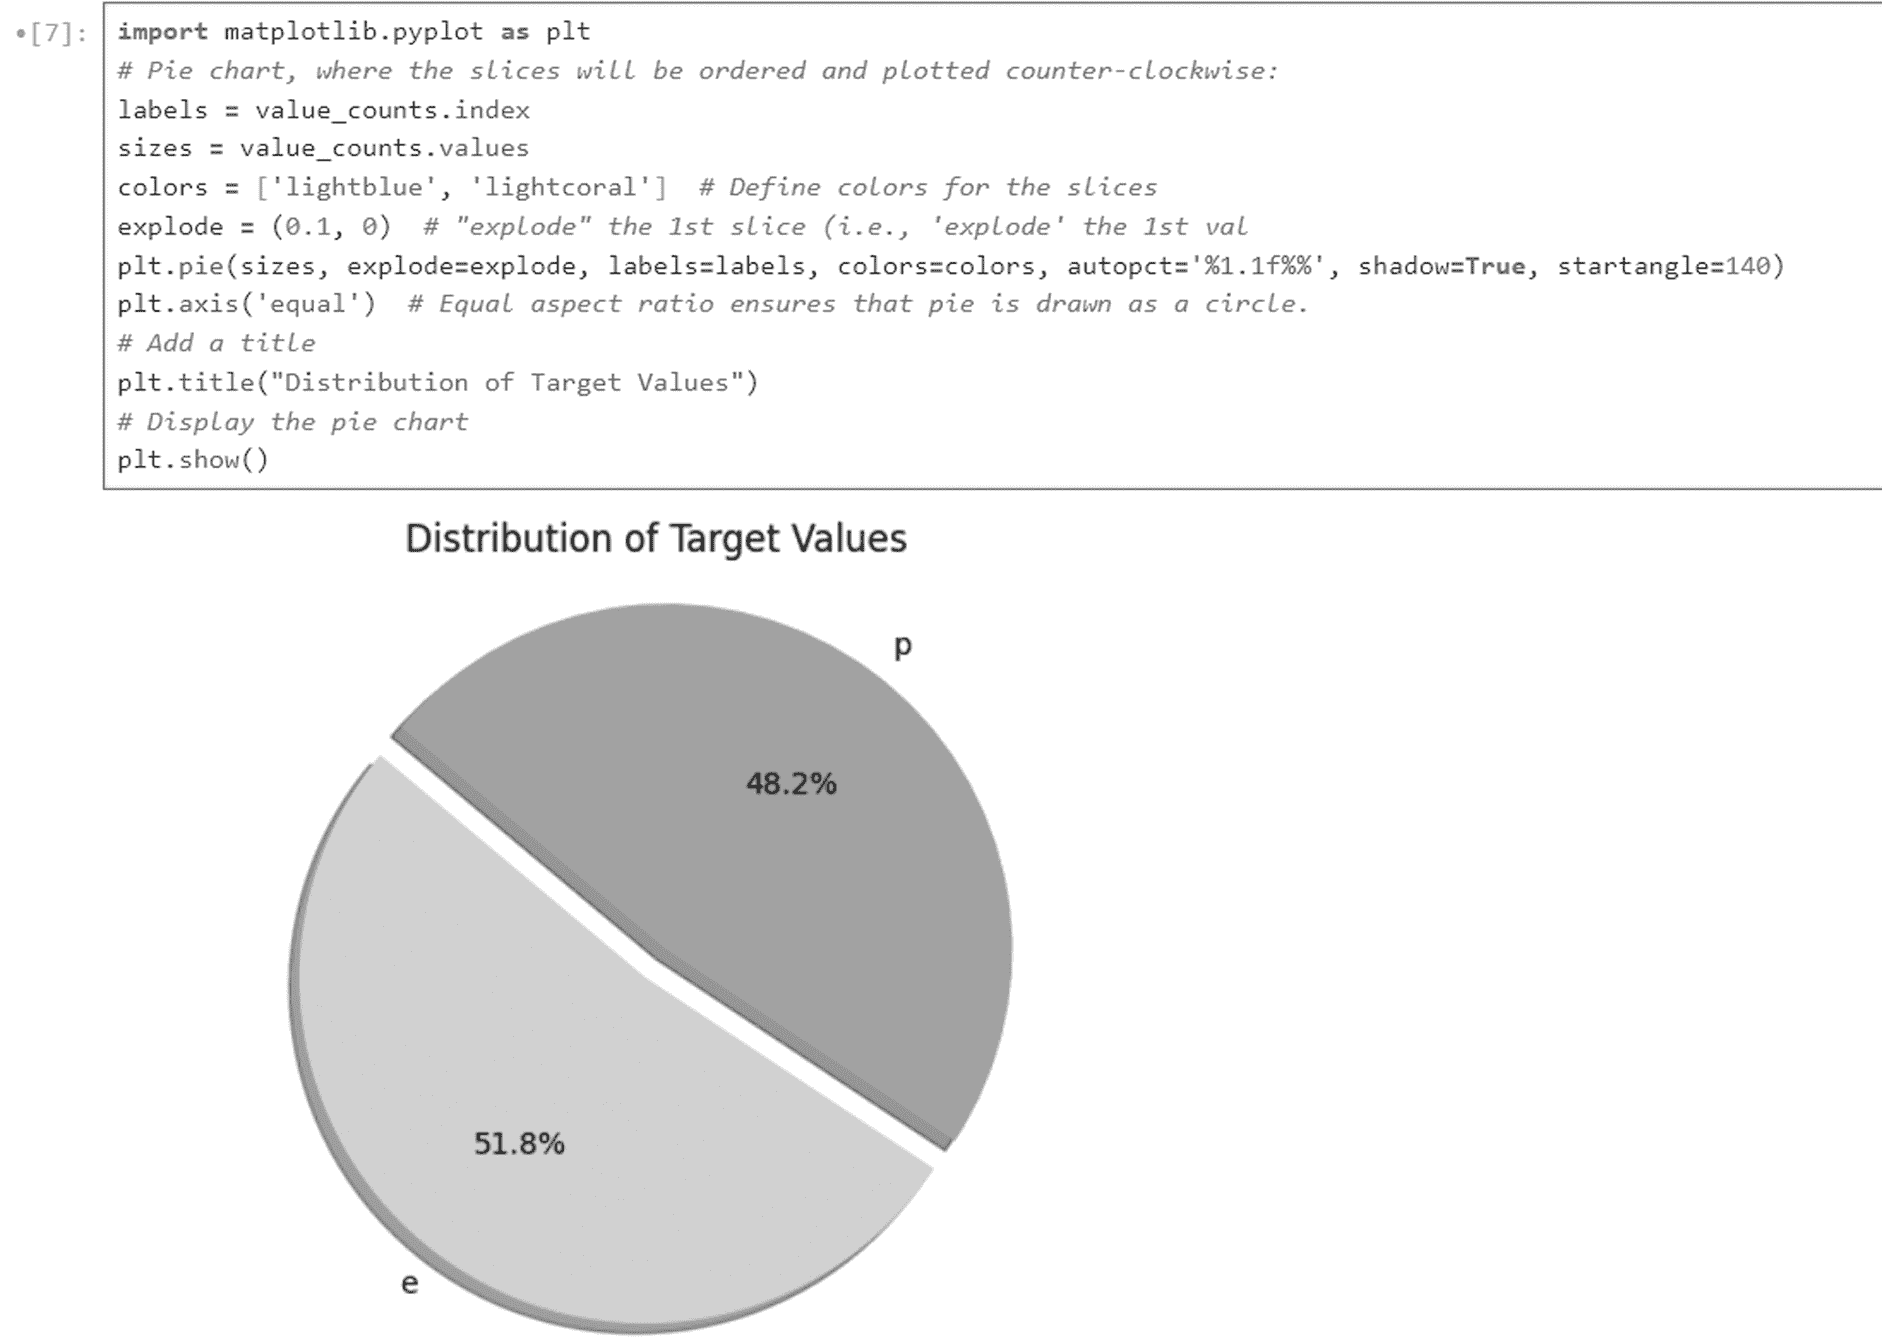 •[7]:
import matplotlib.pyplot as plt
# Pie chart, where the slices will be ordered and plotted counter-clockwise:
labels = value_counts.index
sizes = value_counts.values
colors = ['lightblue', 'lightcoral']  # Define colors for the slices
explode = (0.1, 0)  # "explode" the 1st slice (i.e., 'explode' the 1st val
plt.pie(sizes, explode=explode, labels=labels, colors=colors, autopct='%1.1f%%', shadow=True, startangle=140)
plt.axis('equal')  # Equal aspect ratio ensures that pie is drawn as a circle.
# Add a title
plt.title("Distribution of Target Values")
# Display the pie chart
plt.show()
Distribution of Target Values
p
48.2%
51.8%
e